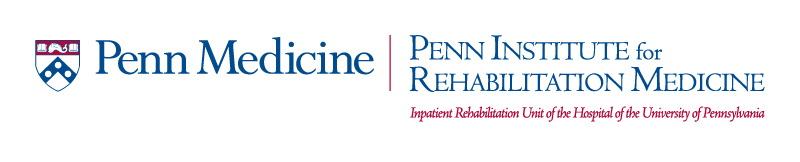 Penn Medicine
PENN INSTITUTE for
REHABILITATION MEDICINE
Inpatient Rehabilitation Unit of the Hospital of the University of Pennsylvania